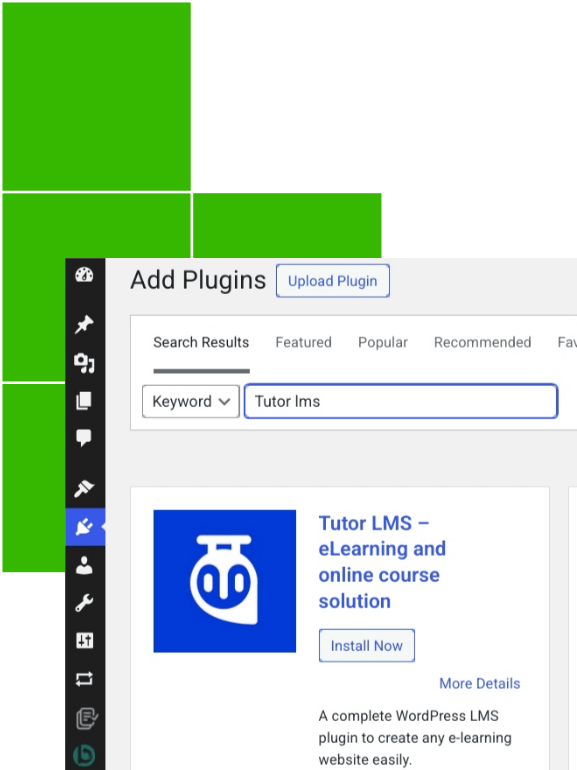 Add Plugins Upload Plugin
Search Results Featured Popular Recommended
Keyword Tutor lms
Tutor LMS –
eLearning and
online course
solution
Install Now
More Details
A complete WordPress LMS
plugin to create any e-learning
website easily.